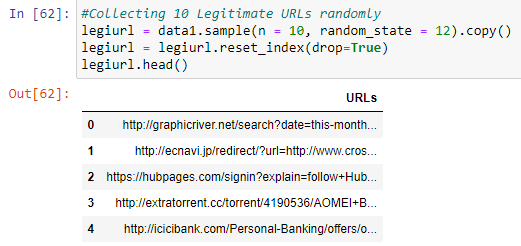 In [62]: #Collecting 10 Legitimate URLs randomly
legiurl = data1.sample(n = 10, random_state = 12).copy()
legiurl = legiurl.reset_index(drop=True)
legiurl.head()
Out[62]:
URLs
0 http://graphicriver.net/search?date=this-month...
1 http://ecnavi.jp/redirect/?url=http://www.cros...
2 https://hubpages.com/signin?explain=follow+Hub...
3 http://extratorrent.cc/torrent/4190536/AOMEI+B...
4 http://icicibank.com/Personal-Banking/offers/o...